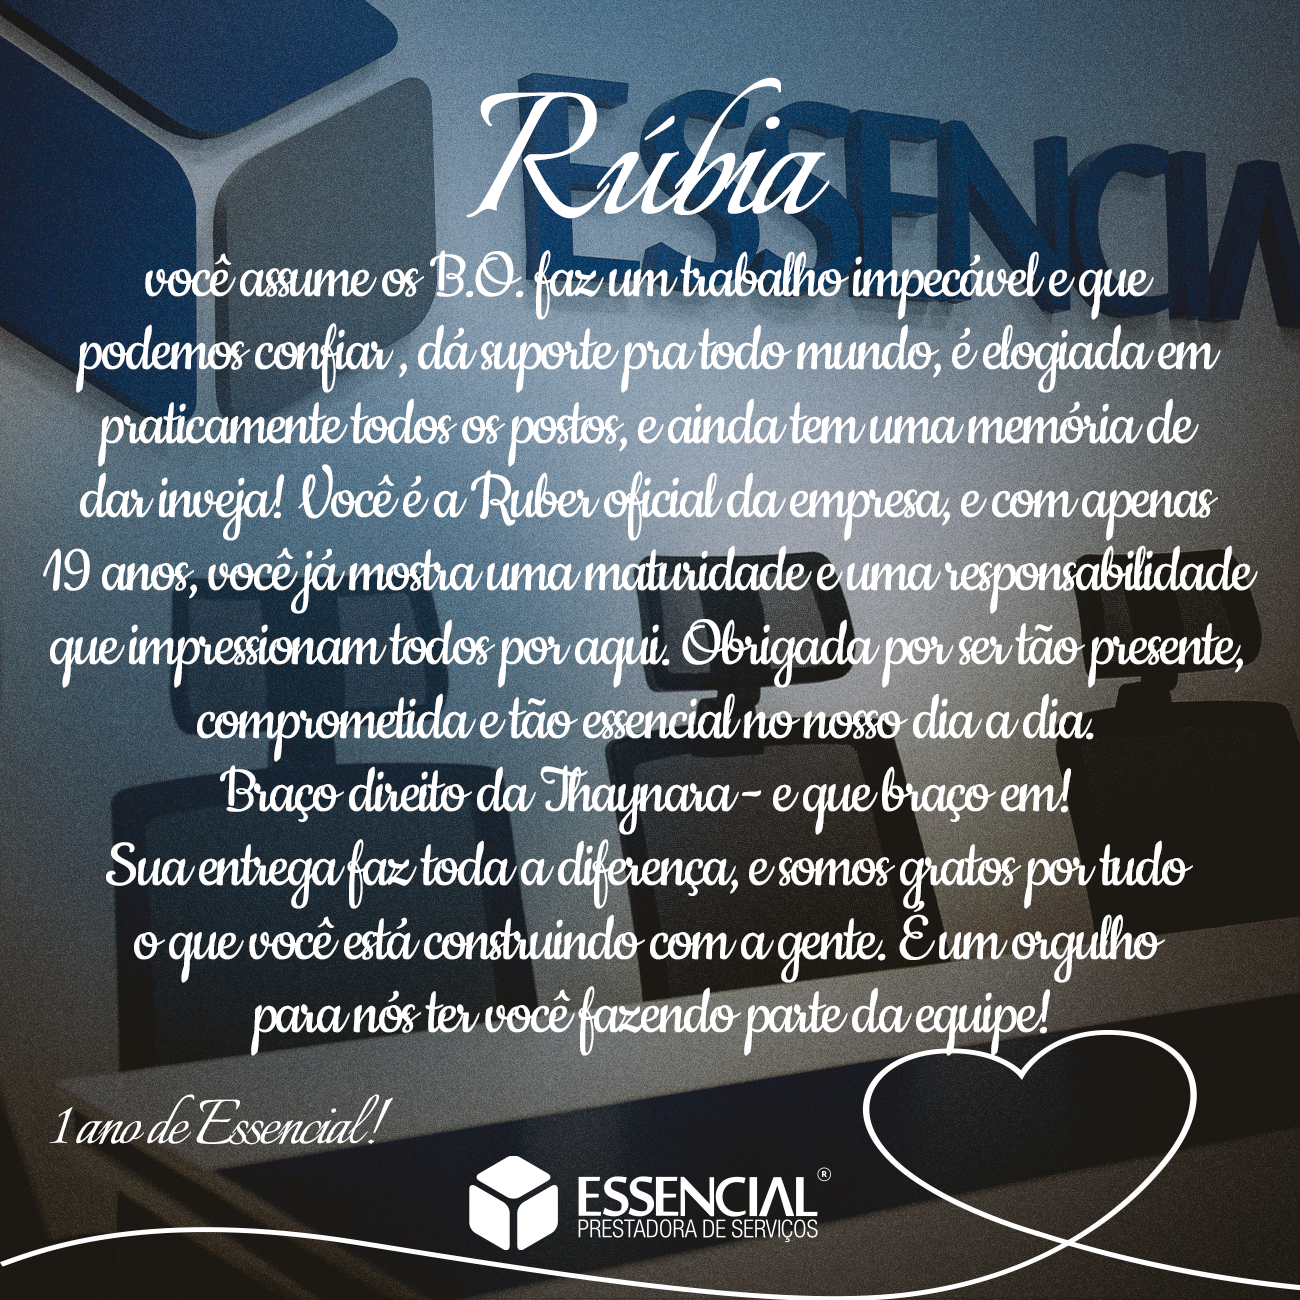 ESSENCIA
Rúbia
você assume os B.O. faz um trabalho impecável e que
podemos confiar , dá suporte pra todo mundo, é elogiada em
praticamente todos os postos, e ainda tem uma memória de
dar inveja! Você é a Ruber oficial da empresa, e com apenas
19 anos, você já mostra uma maturidade e uma responsabilidade
que impressionam todos por aqui. Obrigada por ser tão presente,
comprometida e tão essencial no nosso dia a dia.
Braço direito da Thaynara - e que braço em!
Sua entrega faz toda a diferença, e somos gratos por tudo
o que você está construindo com a gente. É um orgulho
para nós ter você fazendo parte da equipe!
1 ano de Essencial!
ESSENCIAL®
PRESTADORA DE SERVIÇOS